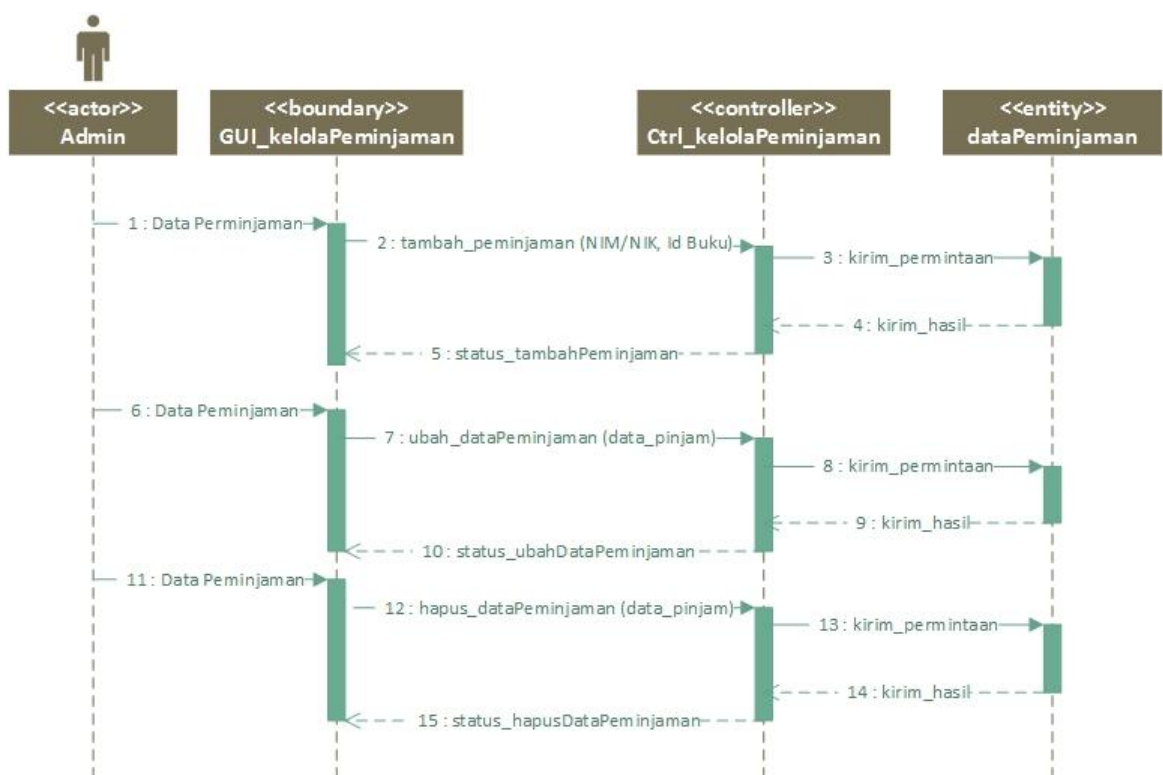 <<actor>>
Admin
<<boundary>>
GUI_kelolaPeminjaman
<<controller>>
Ctrl_kelolaPeminjaman
<<entity>>
dataPeminjaman
1 : Data Perminjaman
2 : tambah_peminjaman (NIM/NIK, Id Buku)
3 : kirim_permintaan
4 : kirim_hasil
5 : status_tambahPeminjaman
6 : Data Peminjaman
7 : ubah_dataPeminjaman (data_pinjam)
8 : kirim_permintaan
9 : kirim_hasil
10 : status_ubahDataPeminjaman
11 : Data Peminjaman
12 : hapus_dataPeminjaman (data_pinjam)
13 : kirim_permintaan
14 : kirim_hasil
15 : status_hapusDataPeminjaman